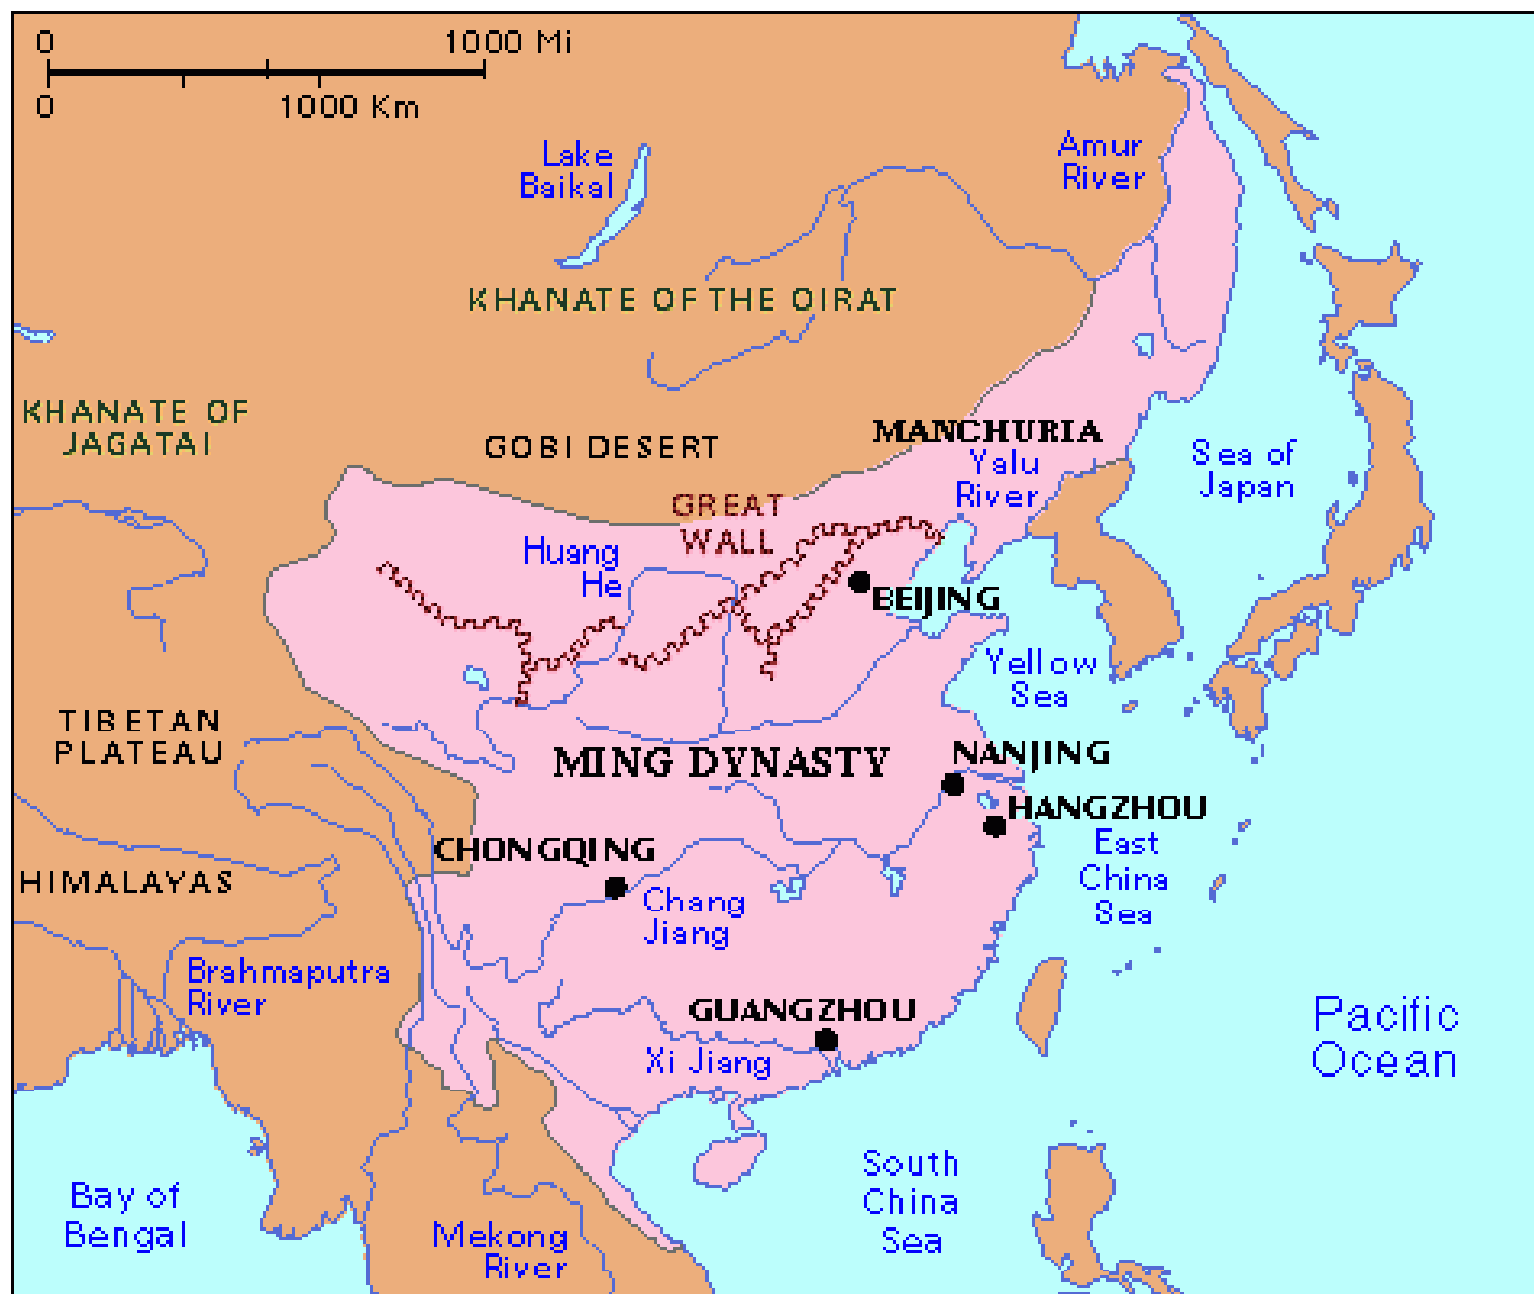 0 1000 Mi
0 1000 Km
Lake
Baikal
Amur
River
KHANATE OF THE OIRAT
KHANATE OF
JAGATAI
GOBI DESERT
MANCHURIA
Yalu
River
Sea of
Japan
GREAT
WALL
Huang
He
BEIJING
Yellow
Sea
TIBETAN
PLATEAU
MING DYNASTY
NANJING
HANGZHOU
East
China
Sea
CHONGQING
HIMALAYAS
Chang
Jiang
Brahmaputra
River
GUANGZHOU
Xi Jiang
Pacific
Ocean
South
China
Sea
Bay of
Bengal
Mekong
River